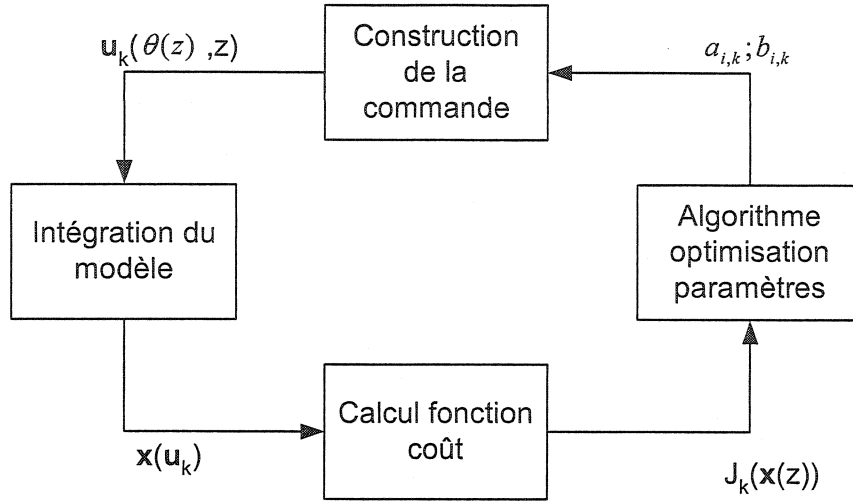 u_k(θ(z) ,z)
Construction
de la
commande
a_{i,k};b_{i,k}
Intégration du
modèle
Algorithme
optimisation
paramètres
x(u_k)
Calcul fonction
coût
J_k(x(z))